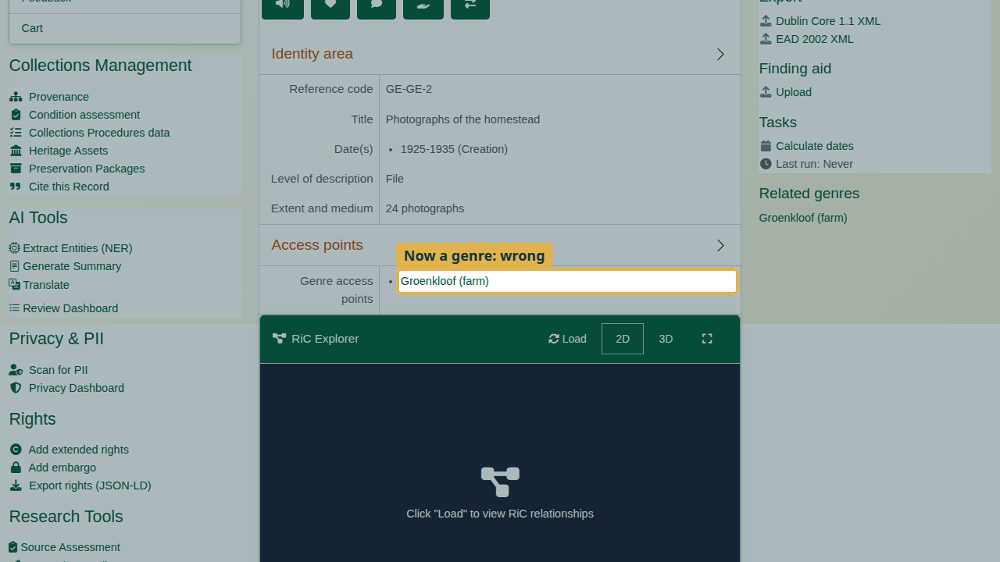 Cart
Collections Management
Provenance
Condition assessment
Collections Procedures data
Heritage Assets
Preservation Packages
Cite this Record
AI Tools
Extract Entities (NER)
Generate Summary
Translate
Review Dashboard
Privacy & PII
Scan for PII
Privacy Dashboard
Rights
Add extended rights
Add embargo
Export rights (JSON-LD)
Research Tools
Source Assessment
Identity area
Reference code GE-GE-2
Title Photographs of the homestead
Date(s) • 1925-1935 (Creation)
Level of description File
Extent and medium 24 photographs
Access points
Now a genre: wrong
Genre access • Groenkloof (farm)
points
RiC Explorer Load 2D 3D
Click "Load" to view RiC relationships
Dublin Core 1.1 XML
EAD 2002 XML
Finding aid
Upload
Tasks
Calculate dates
Last run: Never
Related genres
Groenkloof (farm)